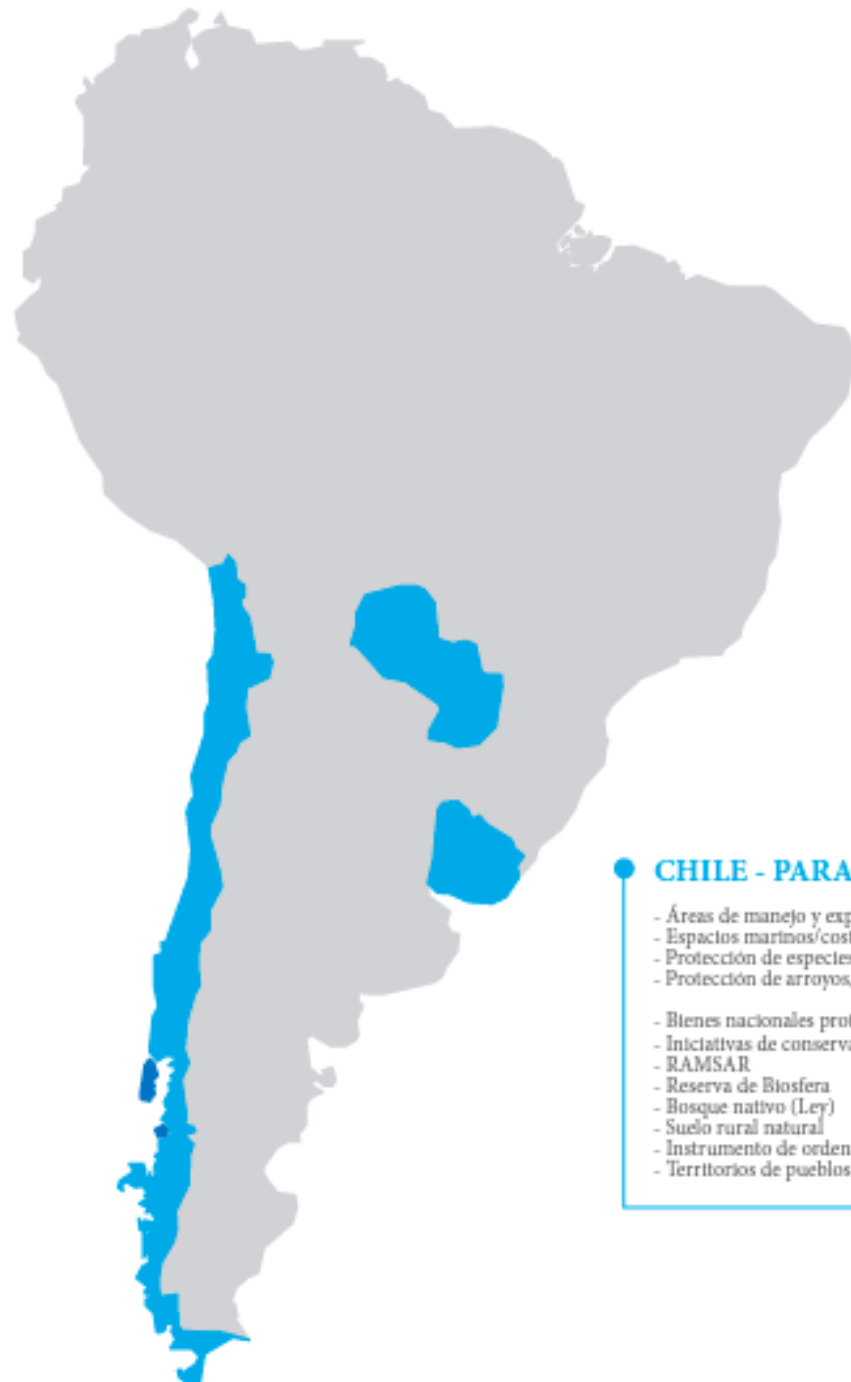 CHILE - PARA
- Áreas de manejo y exp
- Espacios marinos/cost
- Protección de especies
- Protección de arroyos,
- Bienes nacionales prot
- Iniciativas de conserva
- RAMSAR
- Reserva de Biosfera
- Bosque nativo (Ley)
- Suelo rural natural
- Instrumento de orden
- Territorios de pueblos